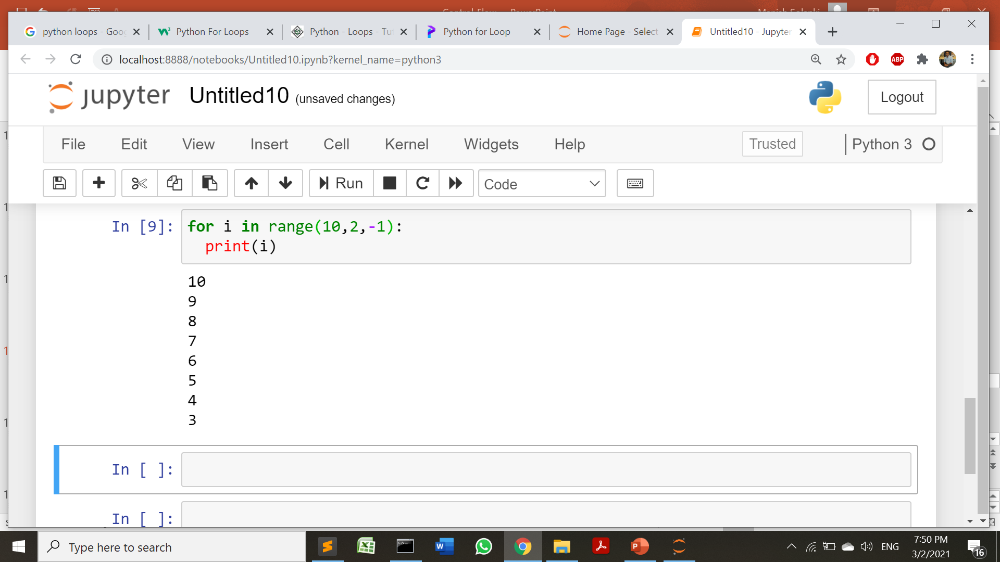 python loops - Goo
Python For Loops
Python - Loops - Tu
Python for Loop
Home Page - Select
Untitled10 - Jupyter
localhost:8888/notebooks/Untitled10.ipynb?kernel_name=python3
ABP
jupyter Untitled10 (unsaved changes)
Logout
File Edit View Insert Cell Kernel Widgets Help
Trusted
Python 3
Run
Code
In [9]: for i in range(10,2,-1):
print(i)
10
9
8
7
6
5
4
3
In [ ]:
In [ ]:
Type here to search
ENG
7:50 PM
3/2/2021
16